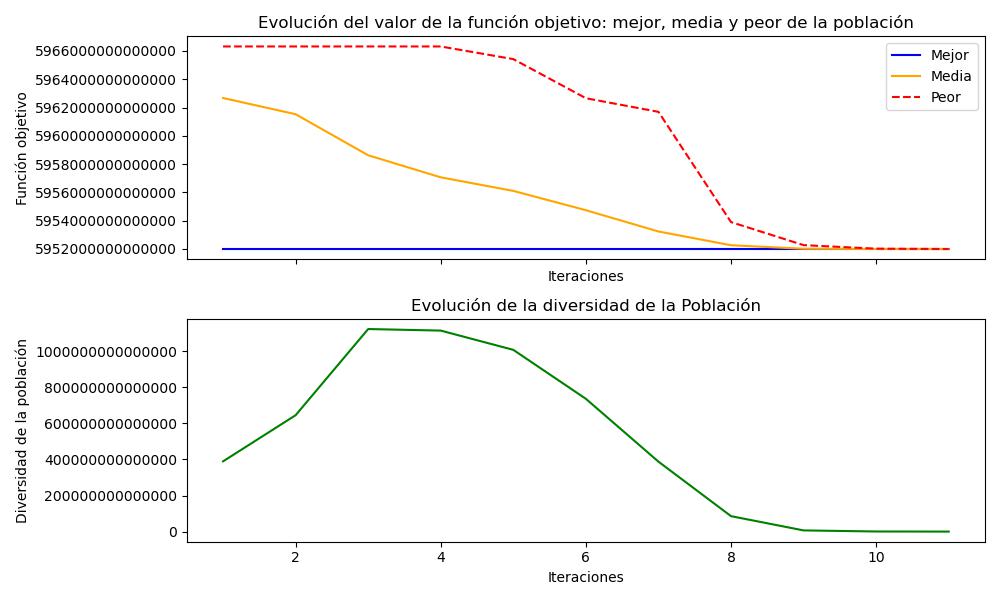 Evolución del valor de la función objetivo: mejor, media y peor de la población
Función objetivo
5966000000000000
5964000000000000
5962000000000000
5960000000000000
5958000000000000
5956000000000000
5954000000000000
5952000000000000
Mejor
Media
Peor
Iteraciones
Evolución de la diversidad de la Población
Diversidad de la población
1000000000000000
800000000000000
600000000000000
400000000000000
200000000000000
0
2 4 6 8 10
Iteraciones